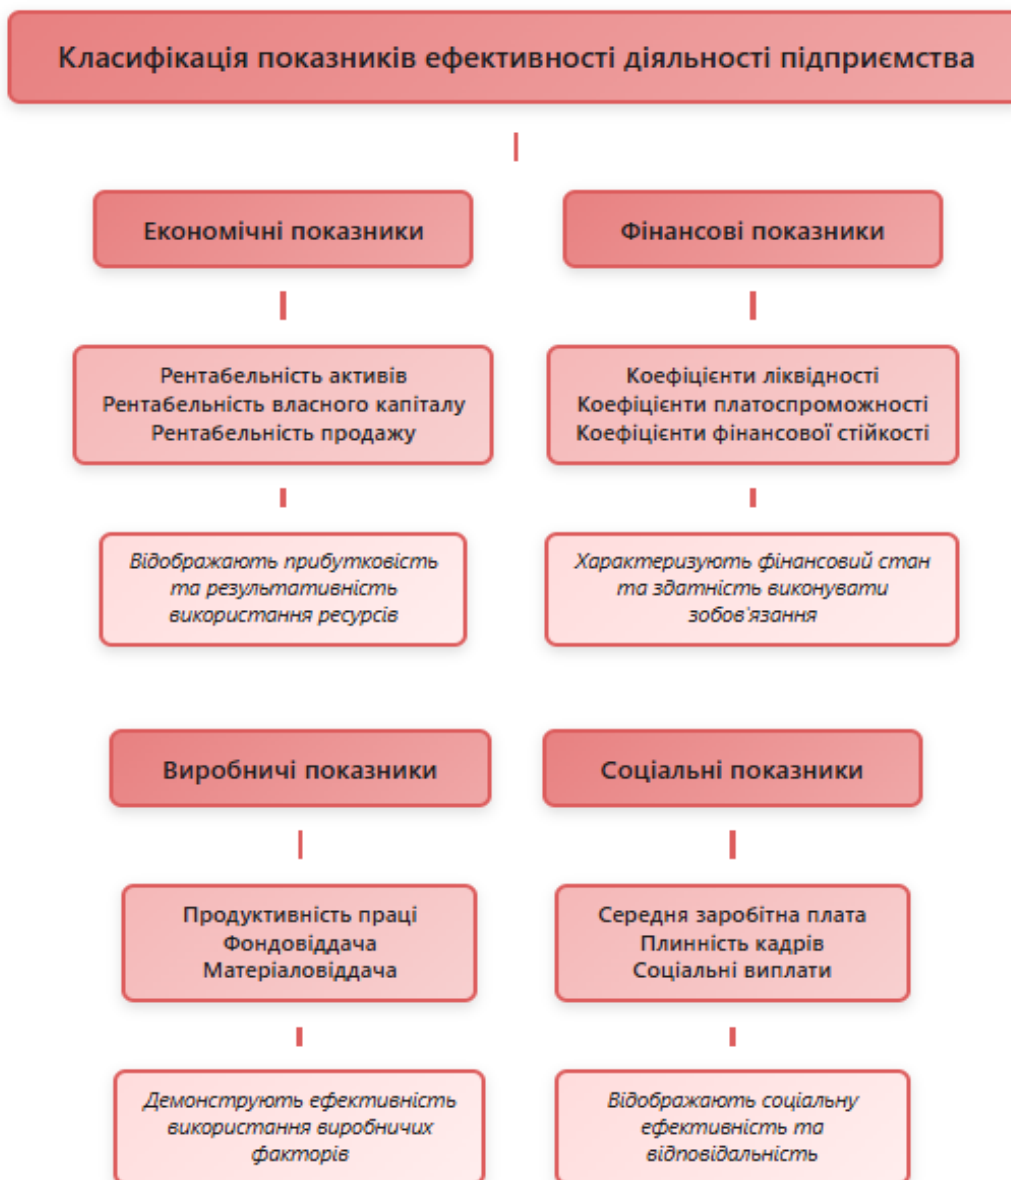 Класифікація показників ефективності діяльності підприємства
Економічні показники
Рентабельність активів
Рентабельність власного капіталу
Рентабельність продажу
Відображають прибутковість
та результативність
використання ресурсів
Фінансові показники
Коефіцієнти ліквідності
Коефіцієнти платоспроможності
Коефіцієнти фінансової стійкості
Характеризують фінансовий стан
та здатність виконувати
зобов'язання
Виробничі показники
Продуктивність праці
Фондовіддача
Матеріаловіддача
Демонструють ефективність
використання виробничих
факторів
Соціальні показники
Середня заробітна плата
Плинність кадрів
Соціальні виплати
Відображають соціальну
ефективність та
відповідальність